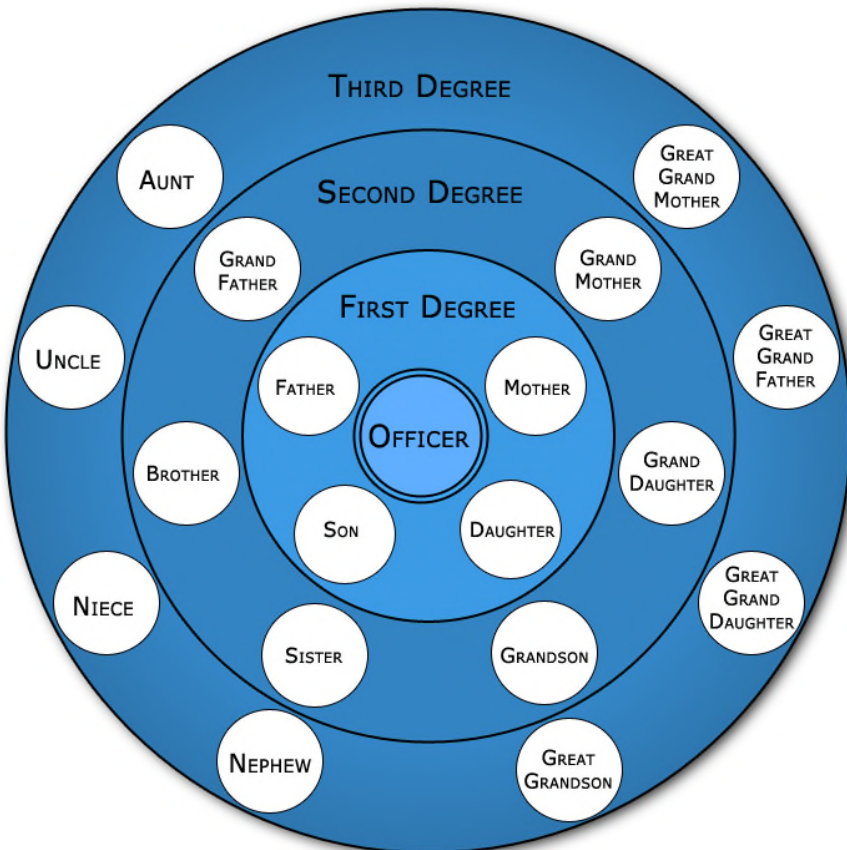 Third Degree
Aunt
Great
Grand
Mother
Second Degree
Grand
Father
Grand
Mother
First Degree
Uncle
Great
Grand
Father
Father
Mother
Officer
Brother
Grand
Daughter
Son
Daughter
Niece
Great
Grand
Daughter
Sister
Grandson
Nephew
Great
Grandson